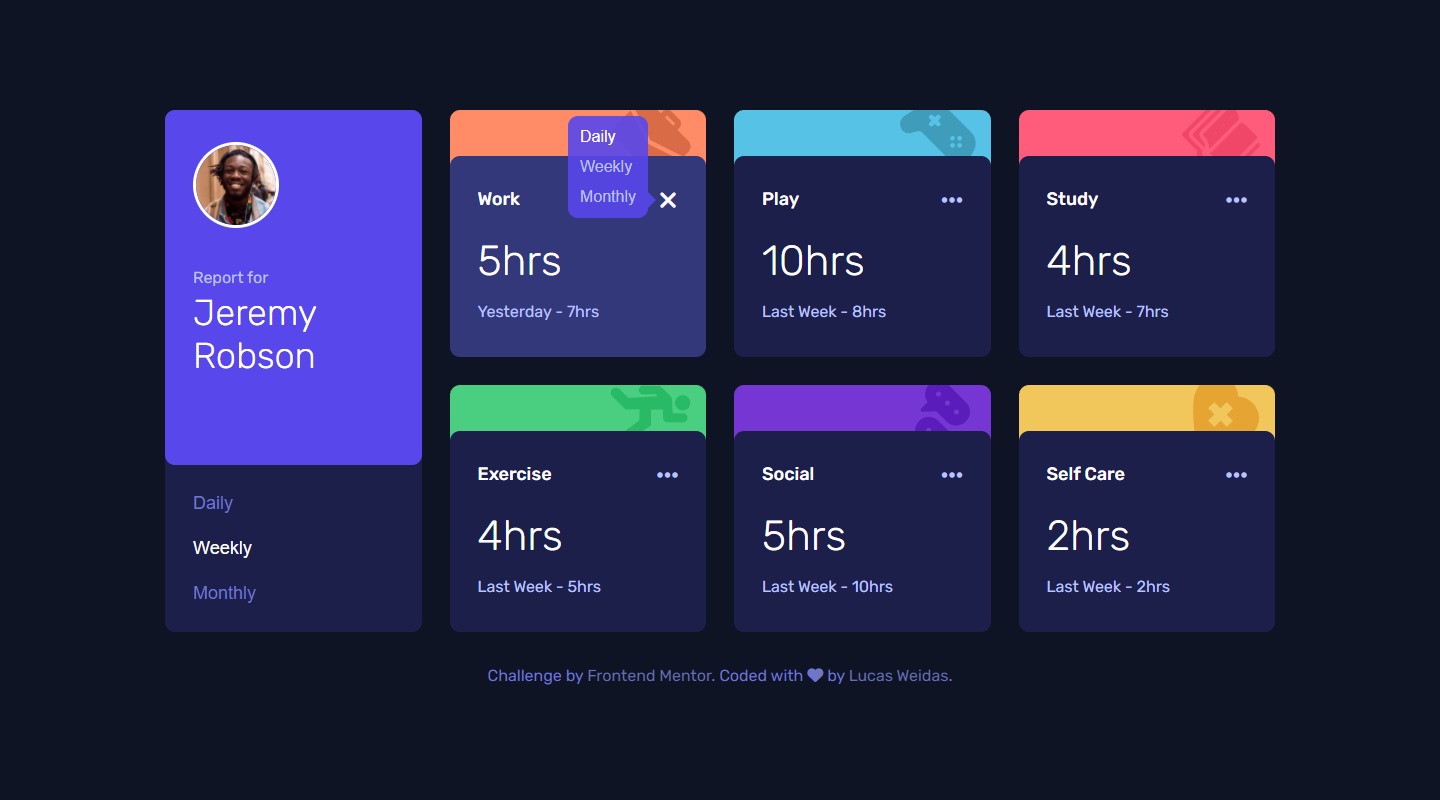 Report for
Jeremy
Robson
Daily
Weekly
Monthly
Daily
Weekly
Monthly
Work
5hrs
Yesterday - 7hrs
Play
10hrs
Last Week - 8hrs
Study
4hrs
Last Week - 7hrs
Exercise
4hrs
Last Week - 5hrs
Social
5hrs
Last Week - 10hrs
Self Care
2hrs
Last Week - 2hrs
Challenge by Frontend Mentor. Coded with ❤ by Lucas Weidas.